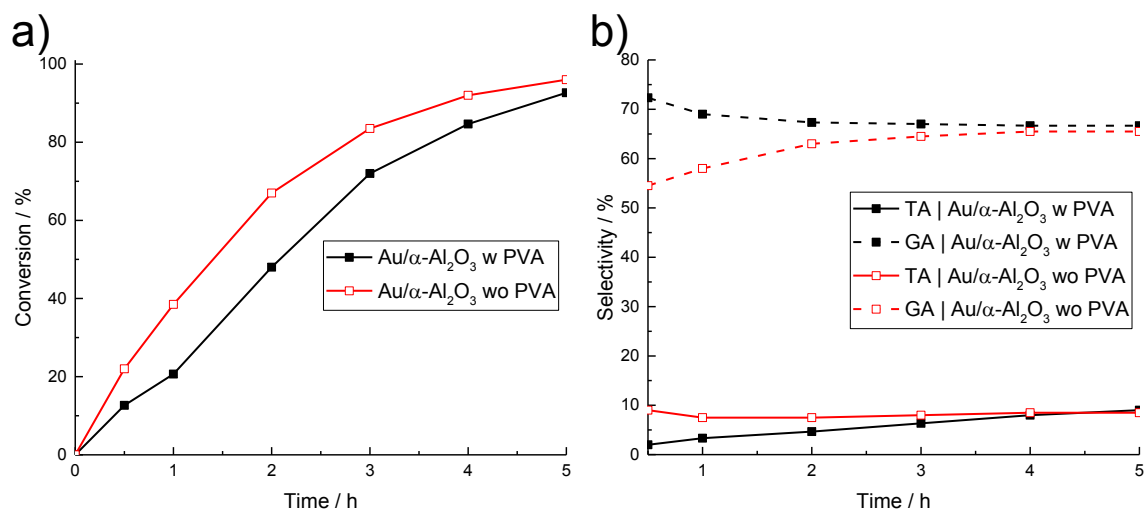 a)
Conversion / %
100
80
60
40
20
0
0 1 2 3 4 5
Time / h
Au/α-Al₂O₃ w PVA
Au/α-Al₂O₃ wo PVA
b)
Selectivity / %
80
70
60
50
40
30
20
10
0
1 2 3 4 5
Time / h
TA | Au/α-Al₂O₃ w PVA
GA | Au/α-Al₂O₃ w PVA
TA | Au/α-Al₂O₃ wo PVA
GA | Au/α-Al₂O₃ wo PVA